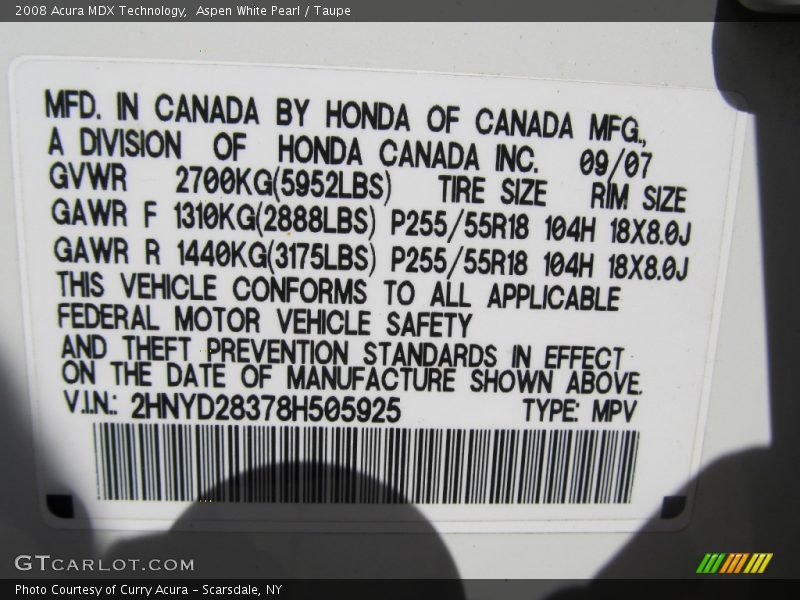 2008 Acura MDX Technology,  Aspen White Pearl / Taupe
MFD. IN CANADA BY HONDA OF CANADA MFG.,
A DIVISION OF HONDA CANADA INC. 09/07
GVWR 2700KG(5952LBS) TIRE SIZE RIM SIZE
GAWR F 1310KG(2888LBS) P255/55R18 104H 18X8.0J
GAWR R 1440KG(3175LBS) P255/55R18 104H 18X8.0J
THIS VEHICLE CONFORMS TO ALL APPLICABLE
FEDERAL MOTOR VEHICLE SAFETY
AND THEFT PREVENTION STANDARDS IN EFFECT
ON THE DATE OF MANUFACTURE SHOWN ABOVE.
V.I.N.: 2HNYD28378H505925 TYPE: MPV
GTCARLOT.COM
Photo Courtesy of Curry Acura - Scarsdale, NY